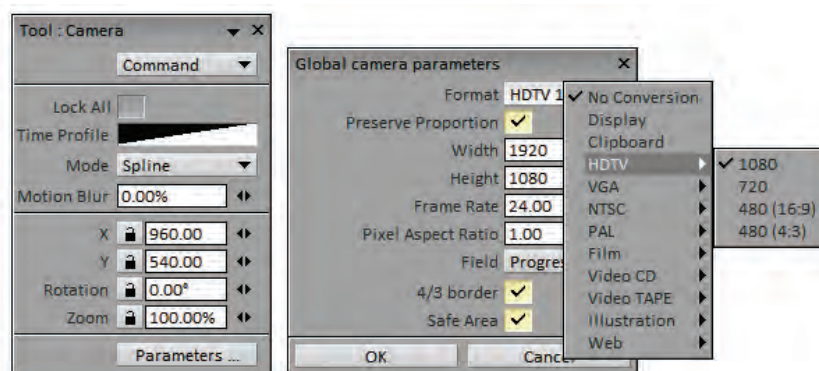 Tool : Camera
Command
Lock All
Time Profile
Mode Spline
Motion Blur 0.00%
X 960.00
Y 540.00
Rotation 0.00°
Zoom 100.00%
Parameters ...
Global camera parameters
Format HDTV 1
Preserve Proportion
Width 1920
Height 1080
Frame Rate 24.00
Pixel Aspect Ratio 1.00
Field Progres
4/3 border
Safe Area
OK Cancel
No Conversion
Display
Clipboard
HDTV
VGA
NTSC
PAL
Film
Video CD
Video TAPE
Illustration
Web
1080
720
480 (16:9)
480 (4:3)